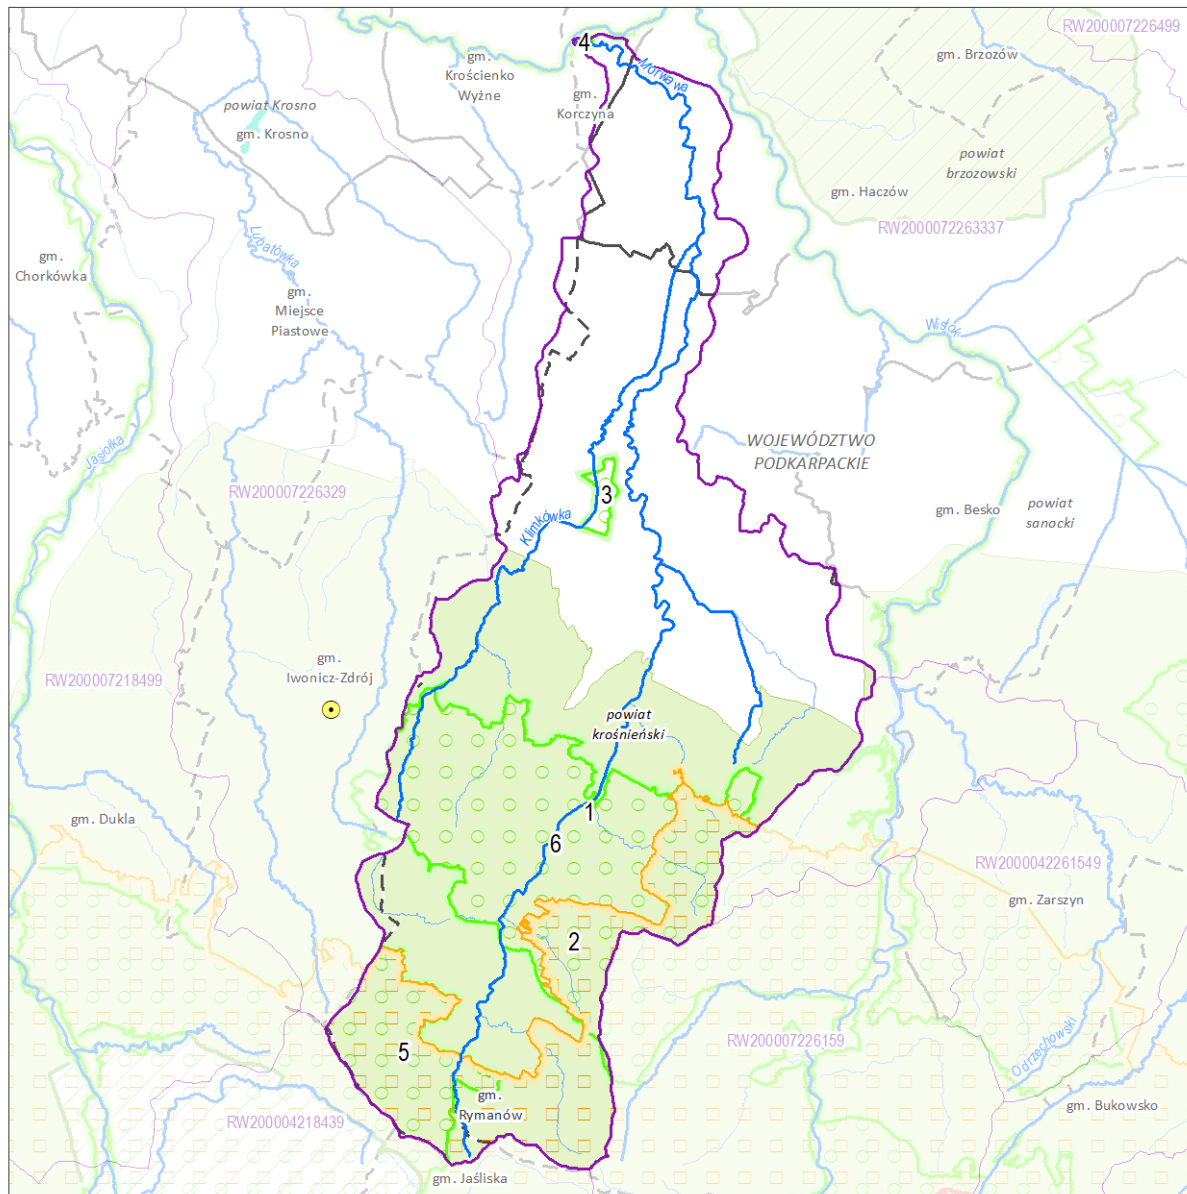 RW200007226499
gm. Brzozów
4
gm.
Krościenko
Wyżne
Morwawa
gm.
Korczyna
powiat Krosno
gm. Krosno
powiat
brzozowski
gm. Haczów
RW2000072263337
Lubatówka
gm.
Chorkówka
gm.
Miejsce
Piastowe
Wisłok
WOJEWÓDZTWO
PODKARPACKIE
Jasiołka
RW200007226329
3
gm. Besko
powiat
sanocki
Klimkówka
gm.
Iwonicz-Zdrój
RW200007218499
powiat
krośnieński
1
gm. Dukla
6
RW2000042261549
gm. Zarszyn
2
RW200007226159
5
Odrzechowski
gm.
Rymanów
gm. Bukowsko
RW200004218439
gm. Jaśliska